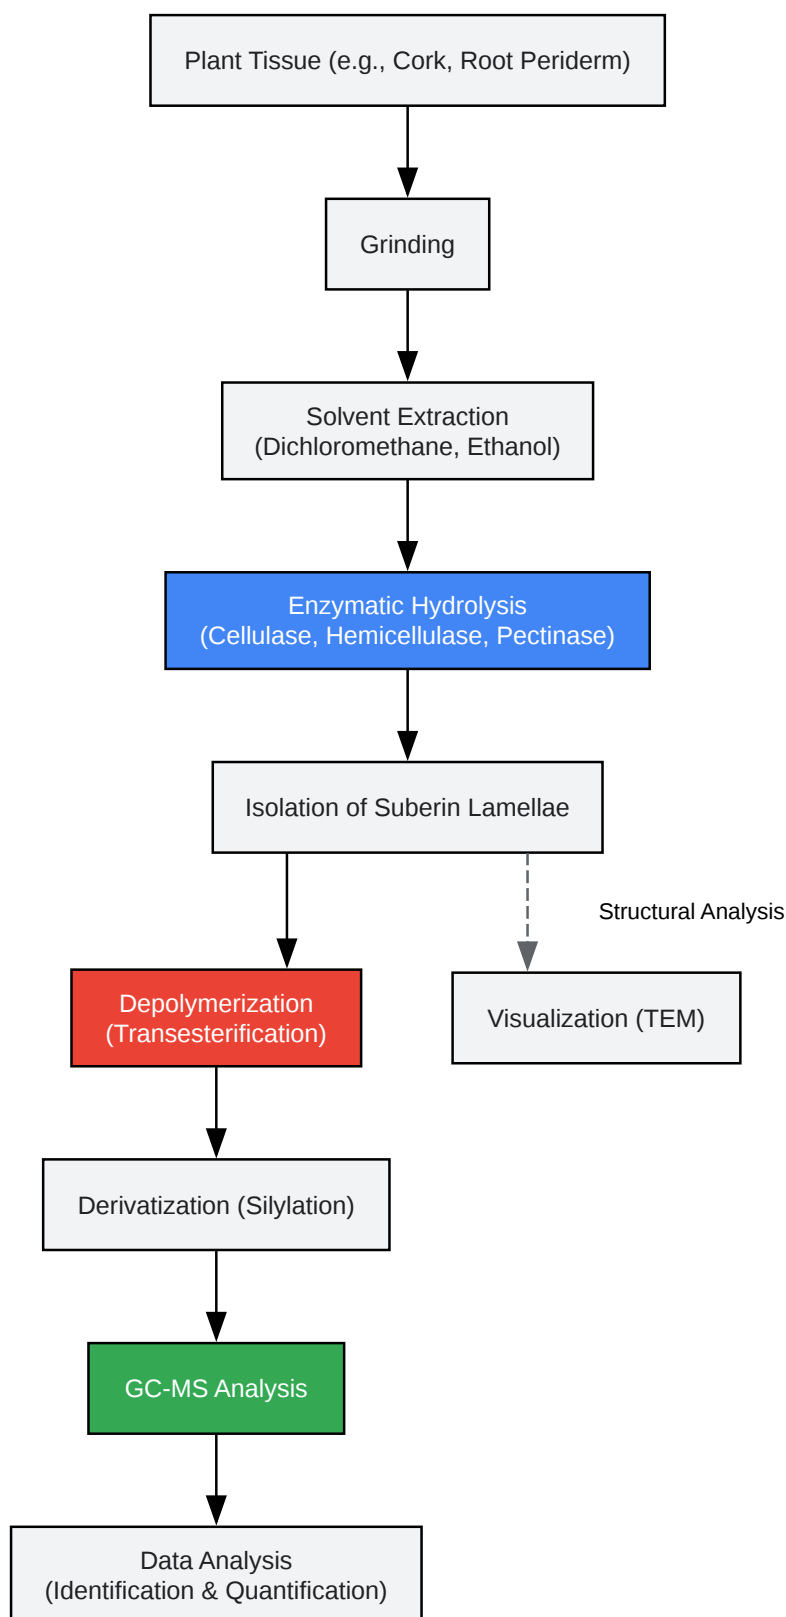 Plant Tissue (e.g., Cork, Root Periderm)
Grinding
Solvent Extraction
(Dichloromethane, Ethanol)
Enzymatic Hydrolysis
(Cellulase, Hemicellulase, Pectinase)
Isolation of Suberin Lamellae
Structural Analysis
Depolymerization
(Transesterification)
Visualization (TEM)
Derivatization (Silylation)
GC-MS Analysis
Data Analysis
(Identification & Quantification)